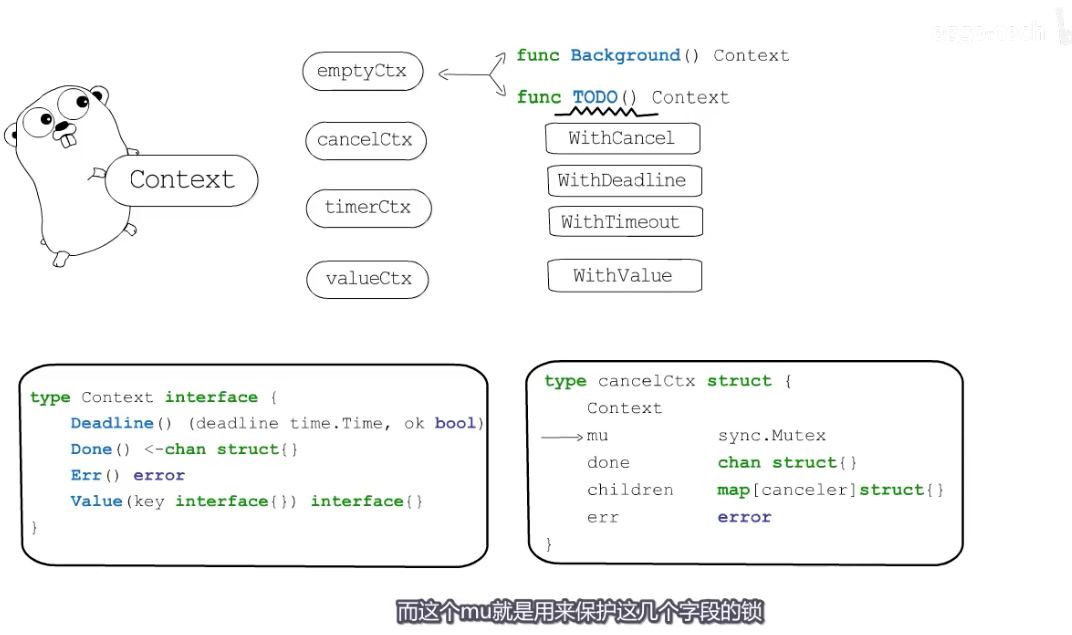 eggo-tech
emptyCtx
func Background() Context
func TODO() Context
cancelCtx
WithCancel
WithDeadline
Context
timerCtx
WithTimeout
valueCtx
WithValue
type Context interface {
Deadline() (deadline time.Time, ok bool)
Done() <-chan struct{}
Err() error
Value(key interface{}) interface{}
}
type cancelCtx struct {
Context
mu sync.Mutex
done chan struct{}
children map[canceler]struct{}
err error
}
而这个mu就是用来保护这几个字段的锁